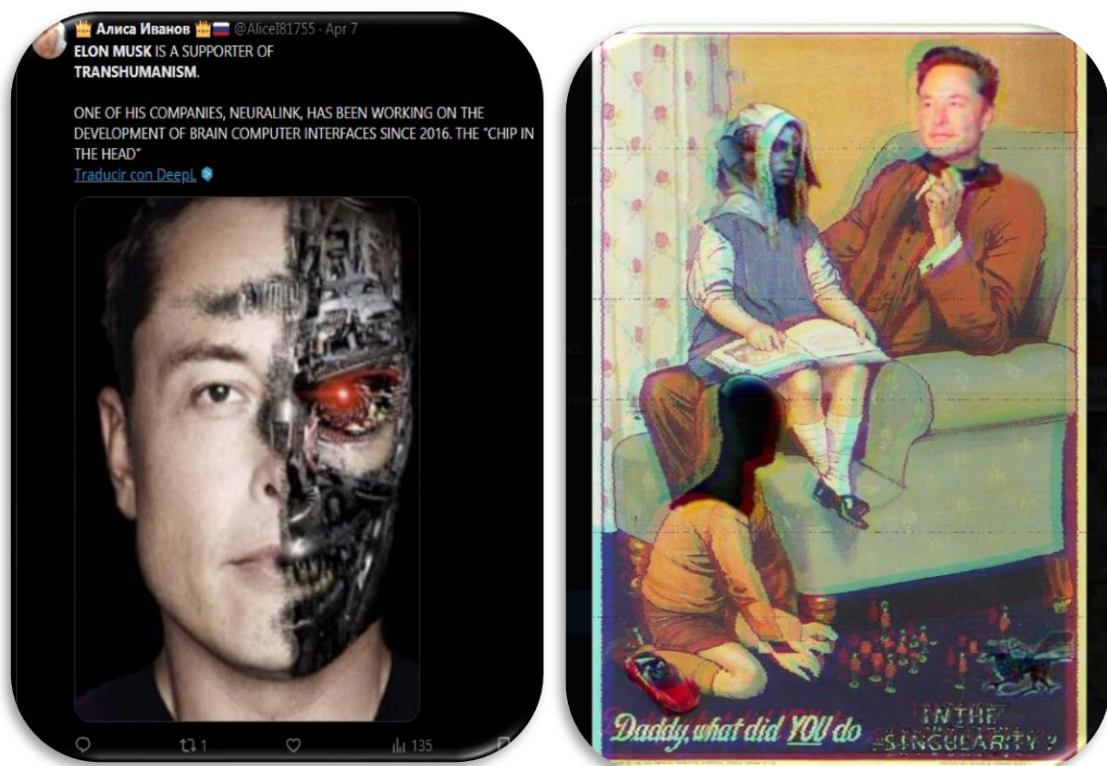 Алиса Иванов @AliceI81755 · Apr 7
ELON MUSK IS A SUPPORTER OF
TRANSHUMANISM.
ONE OF HIS COMPANIES, NEURALINK, HAS BEEN WORKING ON THE
DEVELOPMENT OF BRAIN COMPUTER INTERFACES SINCE 2016. THE "CHIP IN
THE HEAD"
Traducir con DeepL
1 135
Daddy, what did YOU do
IN THE
SINGULARITY?